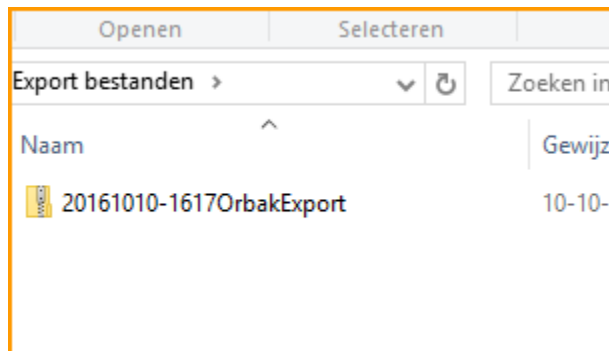 Openen Selecteren
Export bestanden > Zoeken in
Naam Gewijz
20161010-1617OrbakExport 10-10-